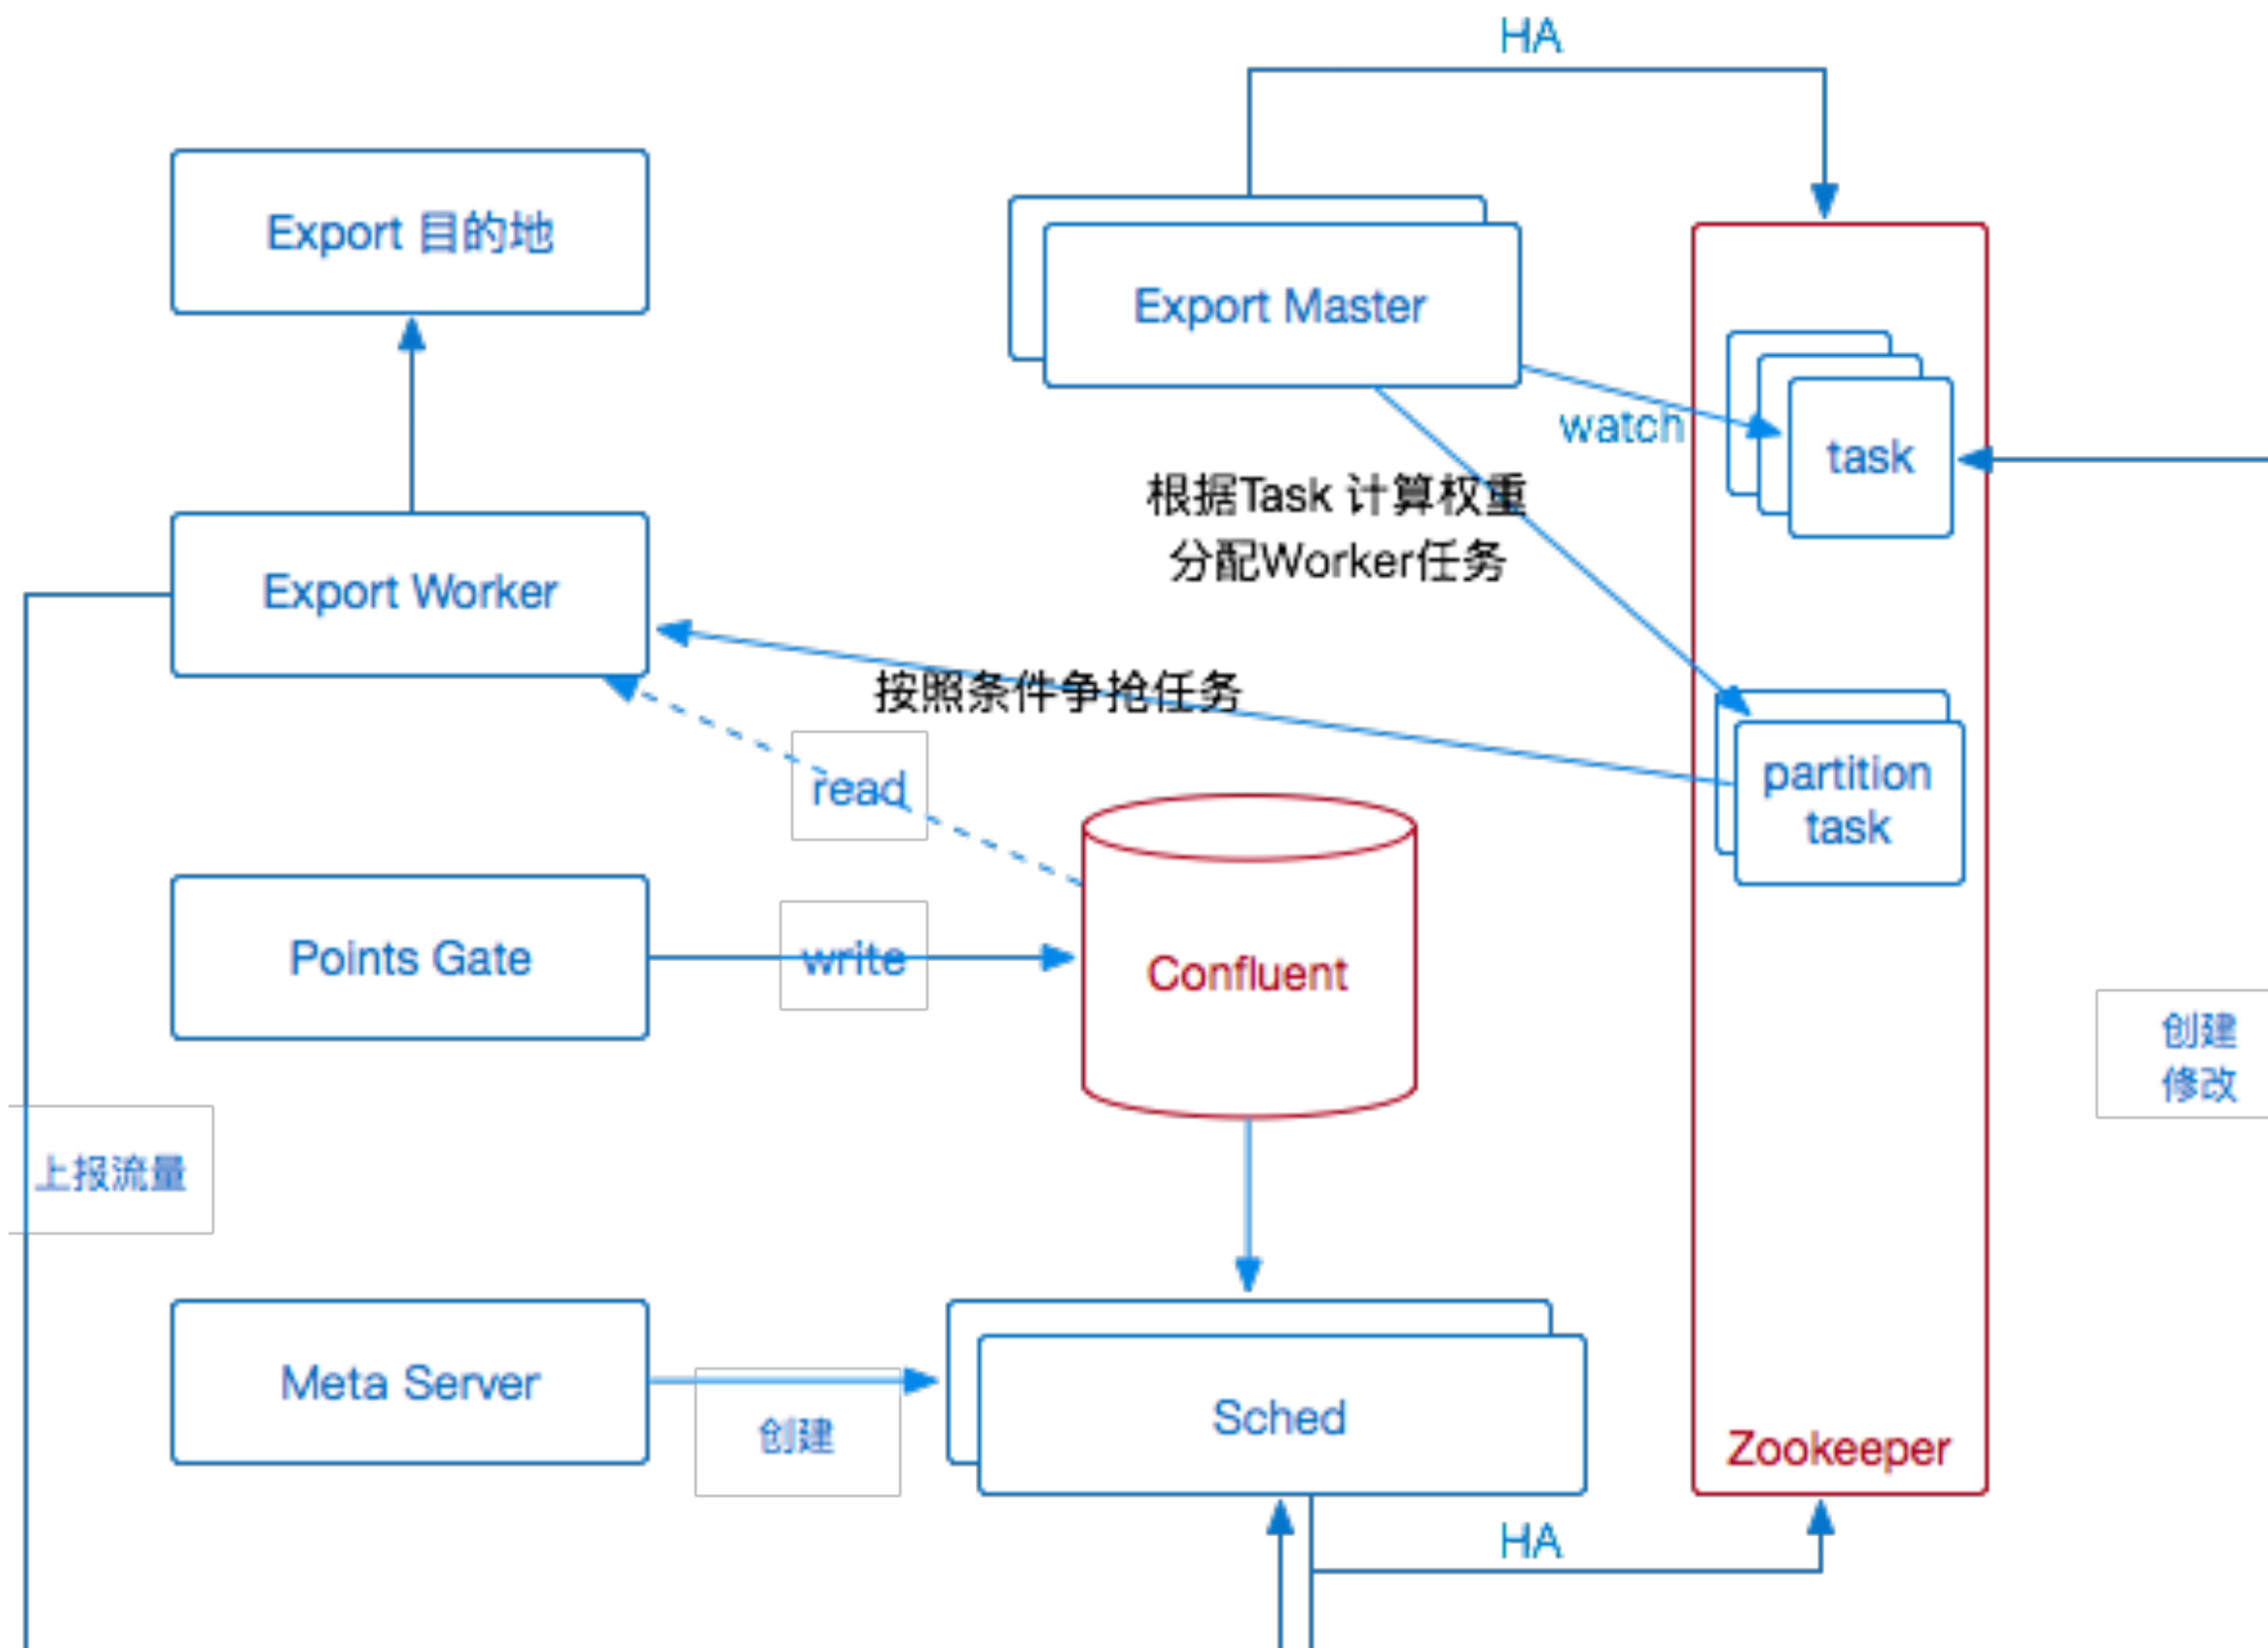 HA
Export 目的地
Export Master
watch
task
根据Task 计算权重
分配Worker任务
Export Worker
按照条件争抢任务
read
partition
task
Points Gate
write
Confluent
创建
修改
上报流量
Meta Server
创建
Sched
Zookeeper
HA